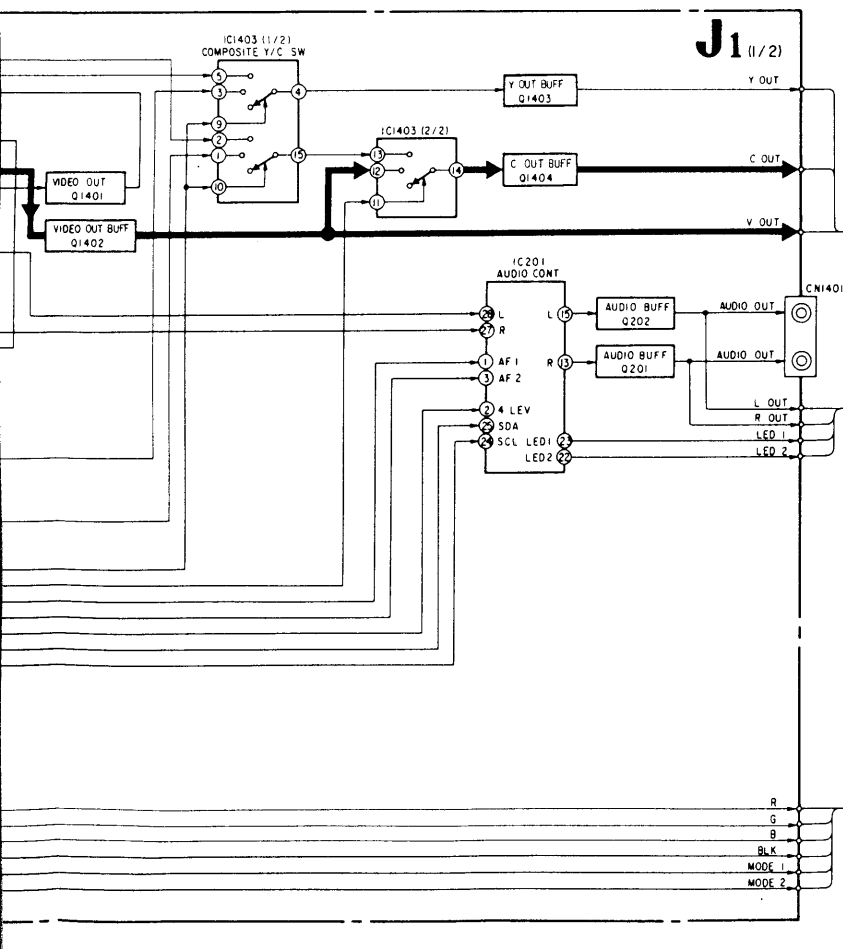 J1 (1/2)
IC1403 (1/2)
COMPOSITE Y/C SW
5
3
4
9
2
1
15
10
Y OUT BUFF
Q1403
Y OUT
IC1403 (2/2)
13
12
14
11
C OUT BUFF
Q1404
C OUT
VIDEO OUT
Q1401
VIDEO OUT BUFF
Q1402
V OUT
IC201
AUDIO CONT
28 L
27 R
1 AF 1
3 AF 2
2 4 LEV
25 SDA
24 SCL
L 15
R 13
LED1 23
LED2 22
AUDIO BUFF
Q202
AUDIO BUFF
Q201
AUDIO OUT
AUDIO OUT
CN1401
L OUT
R OUT
LED 1
LED 2
R
G
B
BLK
MODE 1
MODE 2